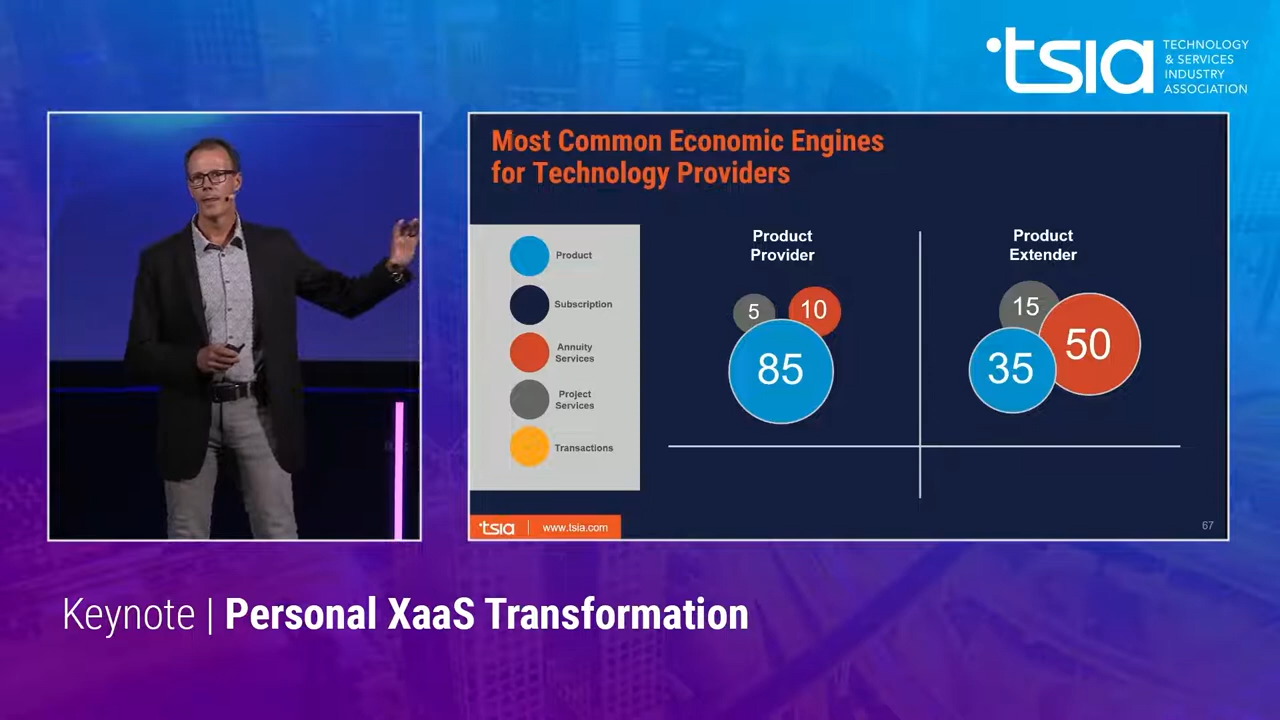 tsia
TECHNOLOGY
& SERVICES
INDUSTRY
ASSOCIATION
Most Common Economic Engines
for Technology Providers
Product
Subscription
Annuity
Services
Project
Services
Transactions
Product
Provider
5
10
85
Product
Extender
15
50
35
tsia
www.tsia.com
67
Keynote | Personal XaaS Transformation